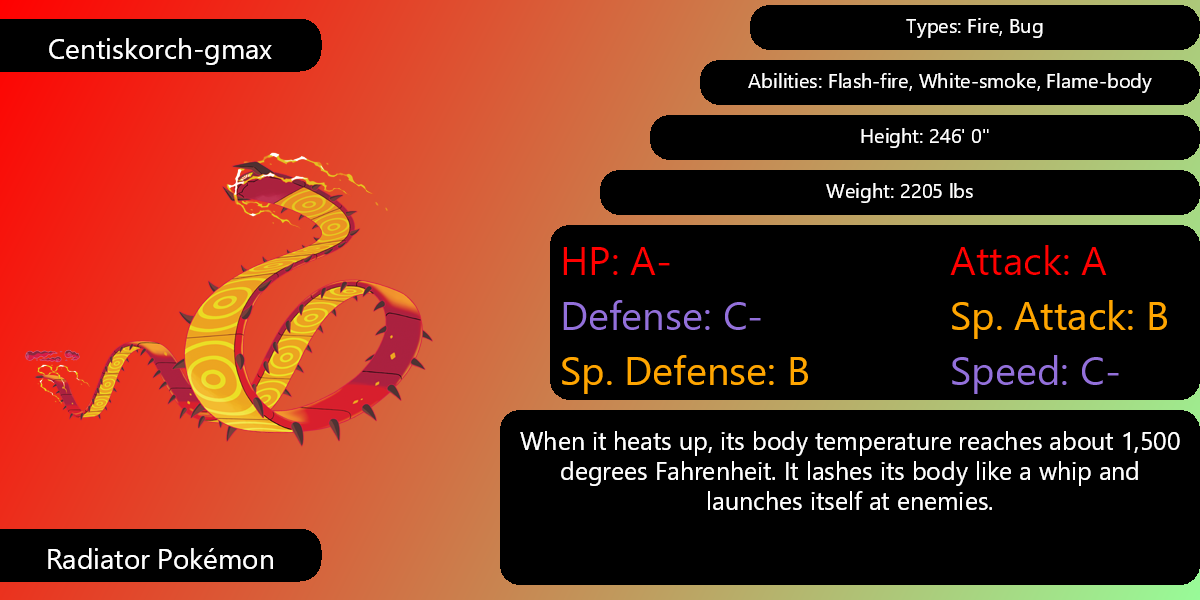 Centiskorch-gmax
Types: Fire, Bug
Abilities: Flash-fire, White-smoke, Flame-body
Height: 246' 0"
Weight: 2205 lbs
HP: A-
Attack: A
Defense: C-
Sp. Attack: B
Sp. Defense: B
Speed: C-
When it heats up, its body temperature reaches about 1,500
degrees Fahrenheit. It lashes its body like a whip and
launches itself at enemies.
Radiator Pokémon